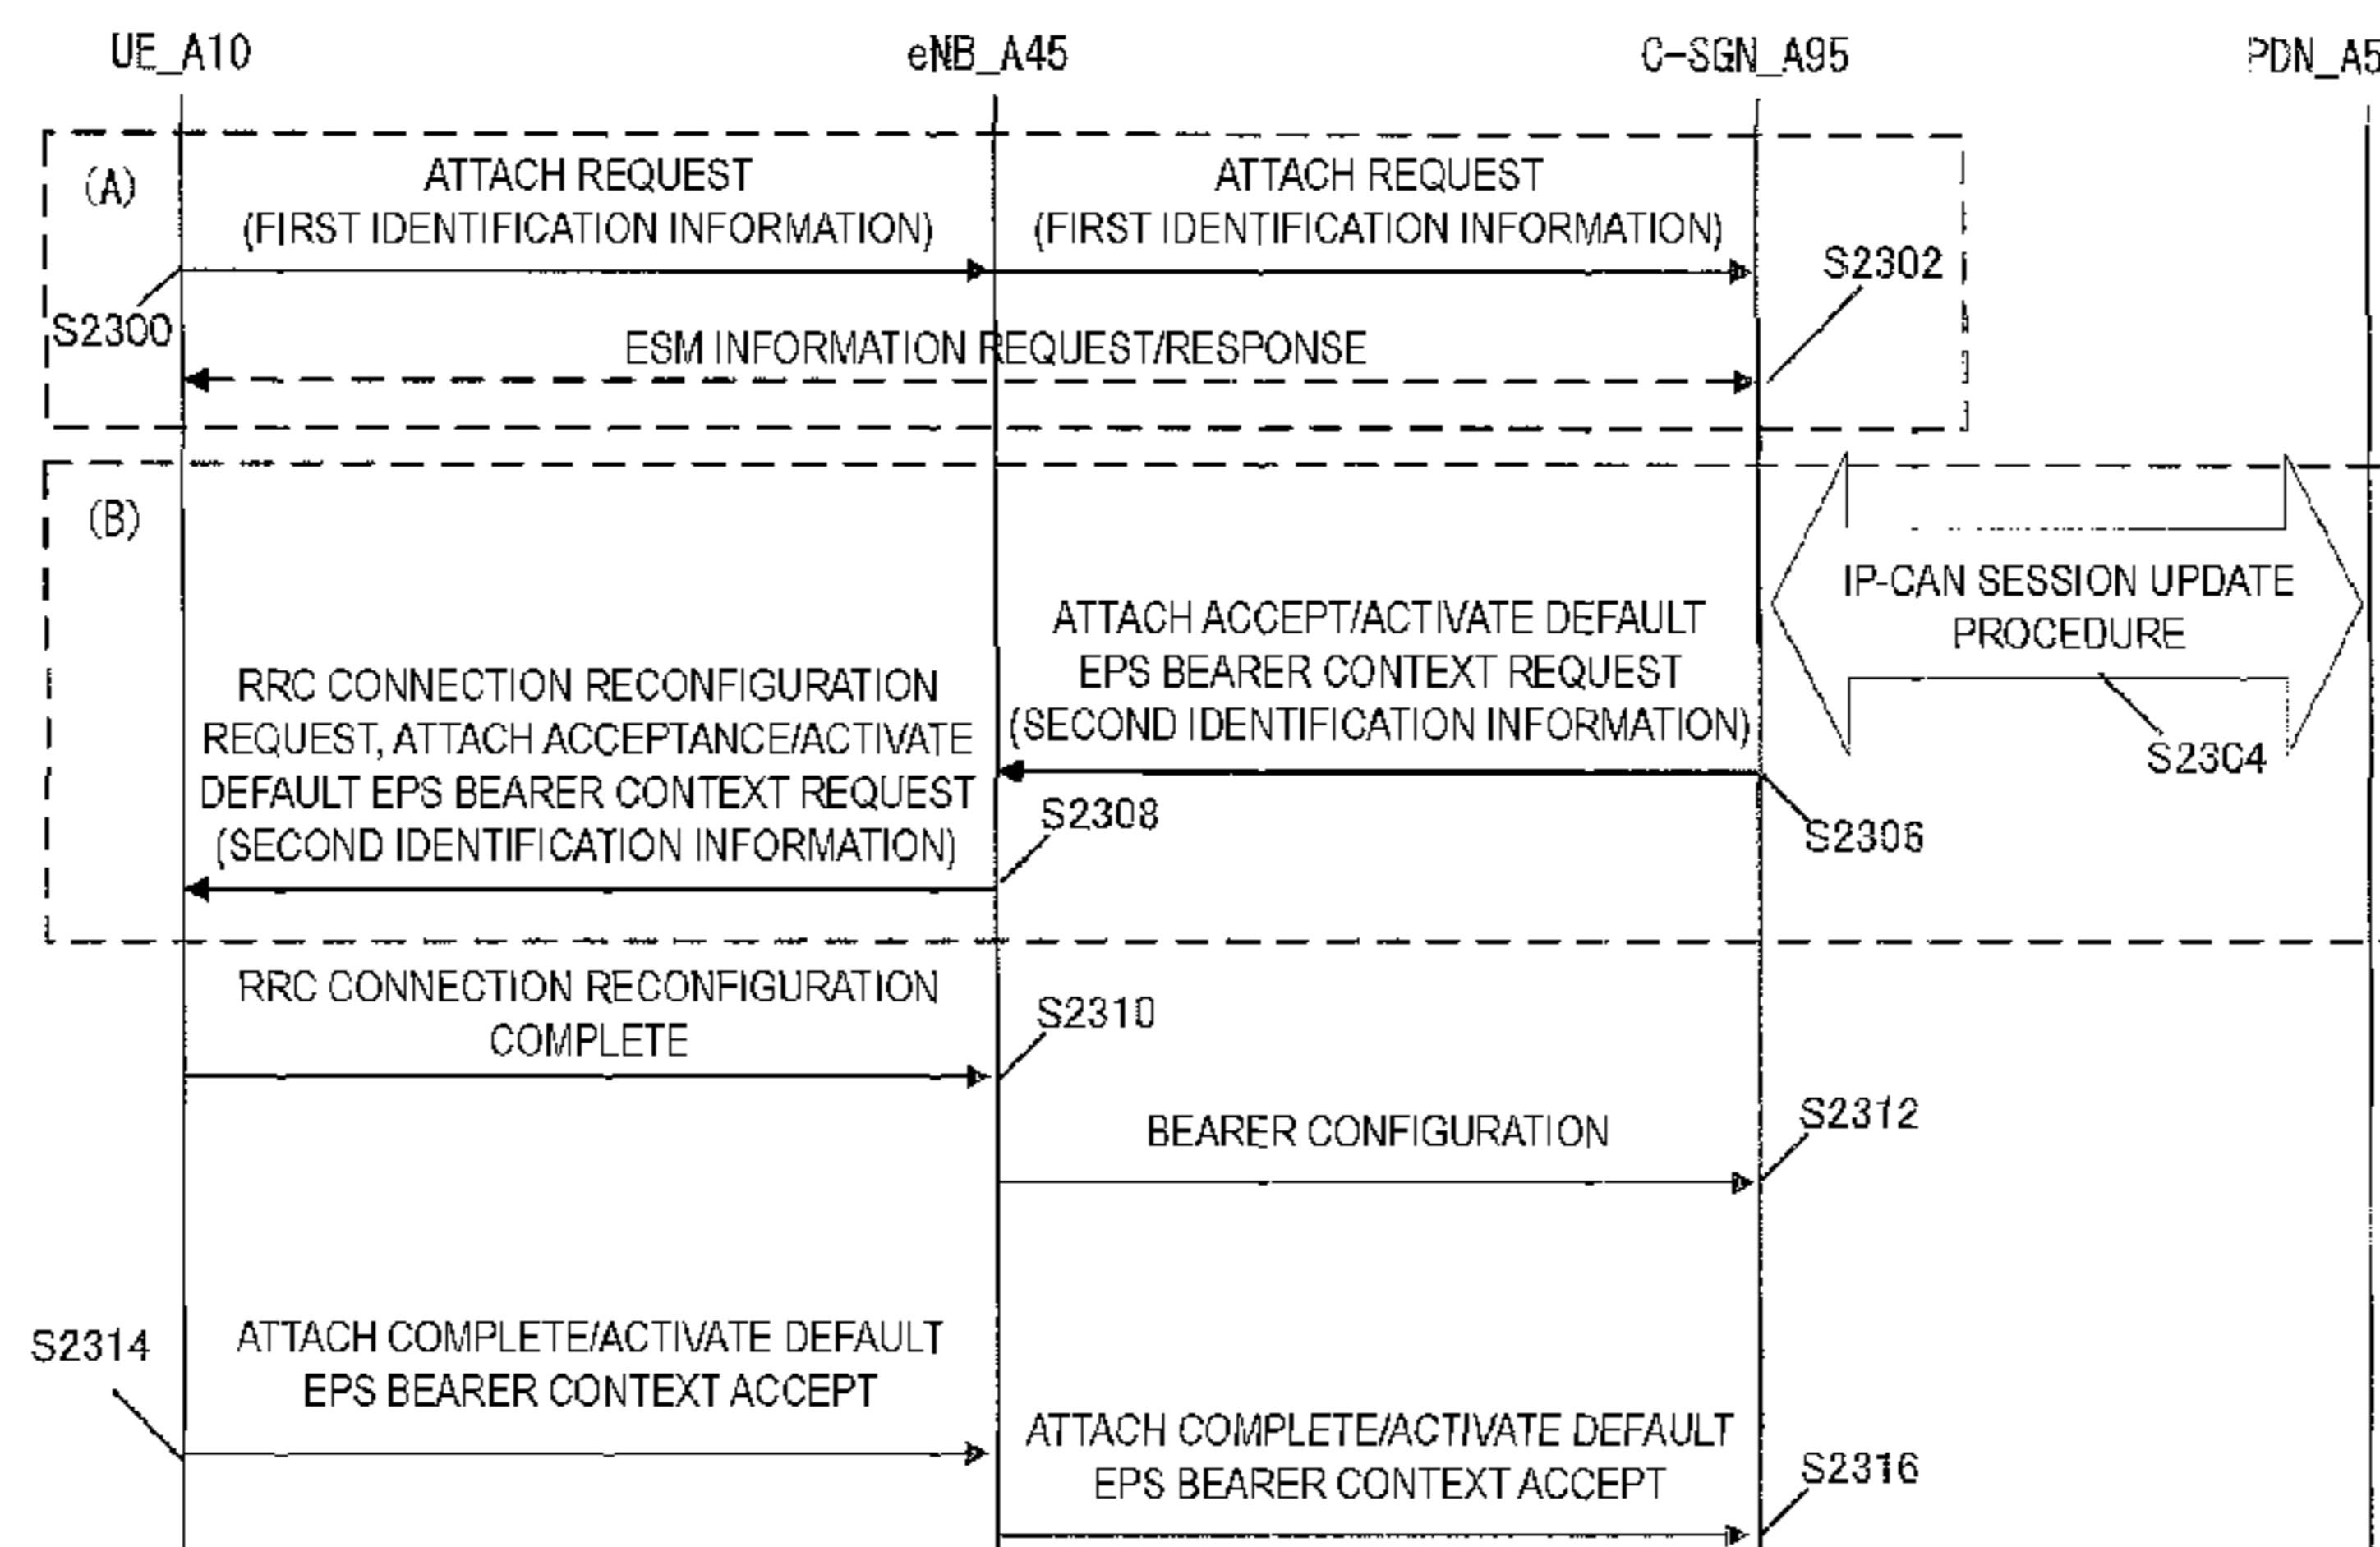 UE_A10
eNB_A45
C-SGN_A95
PDN_A5
(A)
ATTACH REQUEST
(FIRST IDENTIFICATION INFORMATION)
ATTACH REQUEST
(FIRST IDENTIFICATION INFORMATION)
S2302
S2300
ESM INFORMATION REQUEST/RESPONSE
(B)
IP-CAN SESSION UPDATE
PROCEDURE
S2304
ATTACH ACCEPT/ACTIVATE DEFAULT
EPS BEARER CONTEXT REQUEST
(SECOND IDENTIFICATION INFORMATION)
S2306
RRC CONNECTION RECONFIGURATION
REQUEST, ATTACH ACCEPTANCE/ACTIVATE
DEFAULT EPS BEARER CONTEXT REQUEST
(SECOND IDENTIFICATION INFORMATION)
S2308
RRC CONNECTION RECONFIGURATION
COMPLETE
S2310
BEARER CONFIGURATION
S2312
S2314
ATTACH COMPLETE/ACTIVATE DEFAULT
EPS BEARER CONTEXT ACCEPT
ATTACH COMPLETE/ACTIVATE DEFAULT
EPS BEARER CONTEXT ACCEPT
S2316